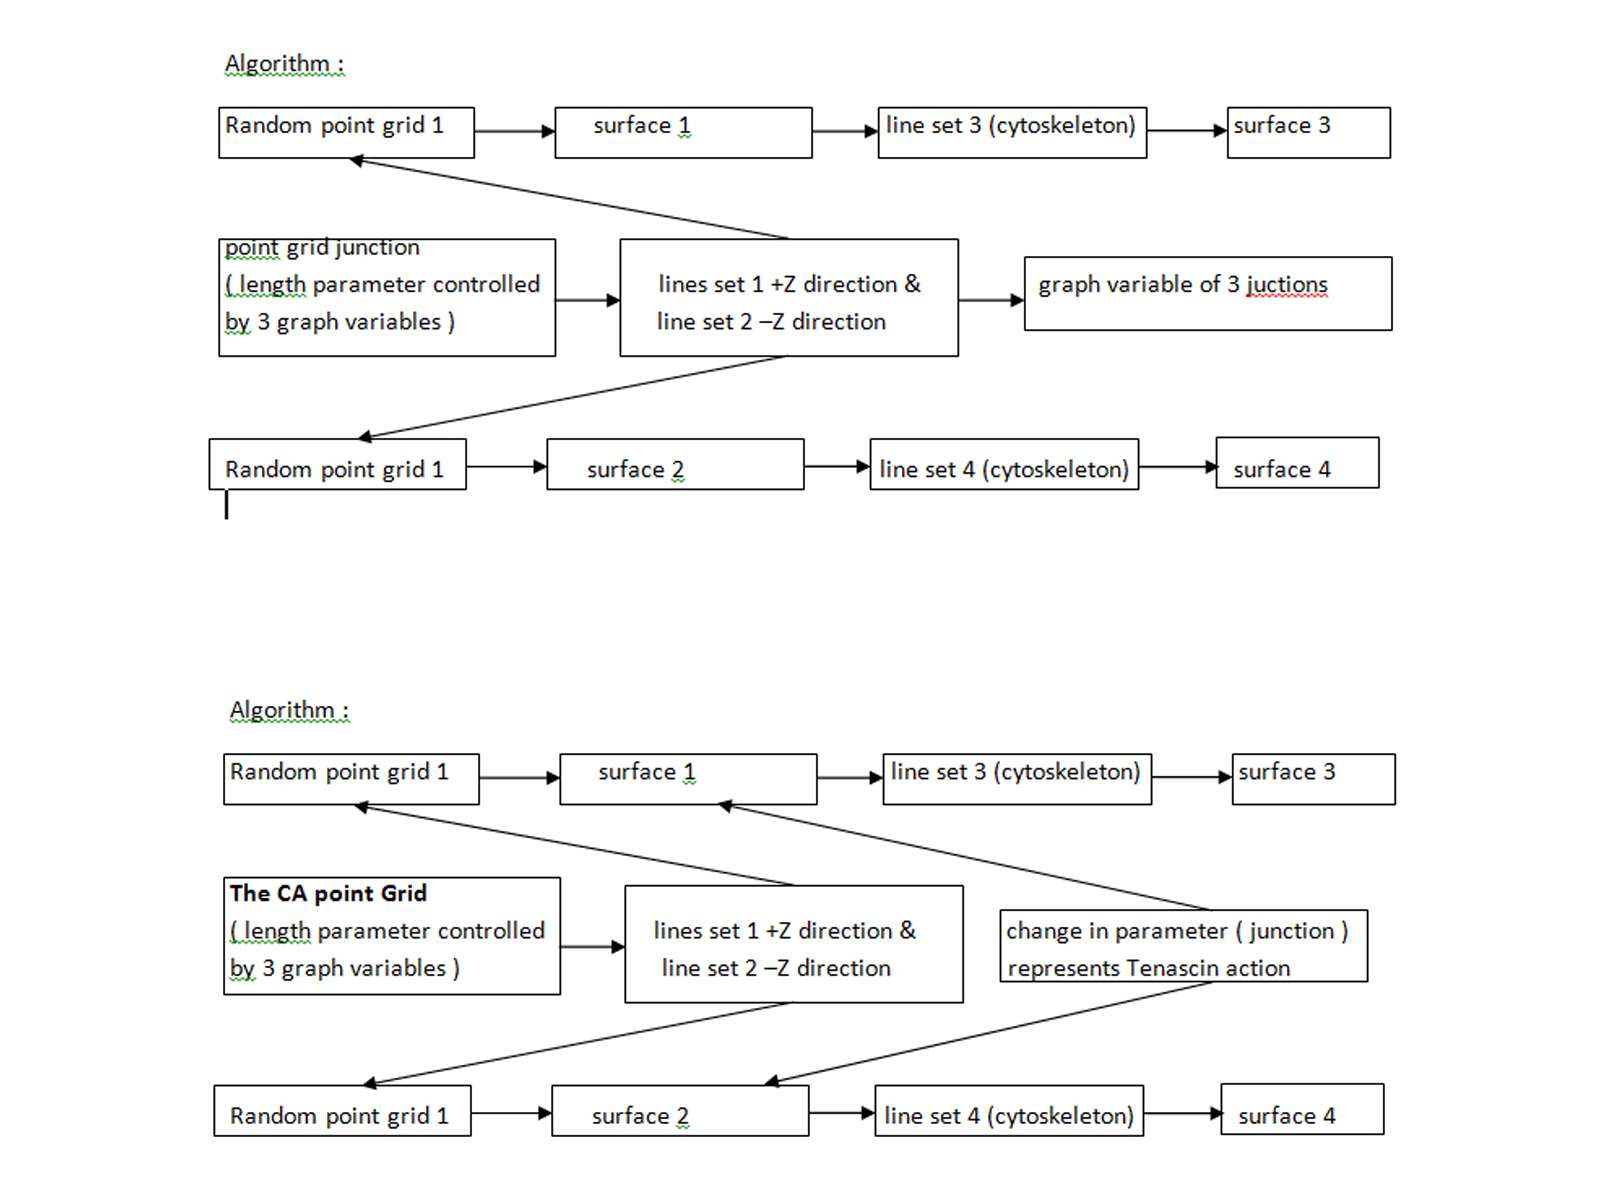 Algorithm :
Random point grid 1
surface 1
line set 3 (cytoskeleton)
surface 3
point grid junction
( length parameter controlled
by 3 graph variables )
lines set 1 +Z direction &
line set 2 –Z direction
graph variable of 3 juctions
Random point grid 1
surface 2
line set 4 (cytoskeleton)
surface 4
Algorithm :
Random point grid 1
surface 1
line set 3 (cytoskeleton)
surface 3
The CA point Grid
( length parameter controlled
by 3 graph variables )
lines set 1 +Z direction &
line set 2 –Z direction
change in parameter ( junction )
represents Tenascin action
Random point grid 1
surface 2
line set 4 (cytoskeleton)
surface 4